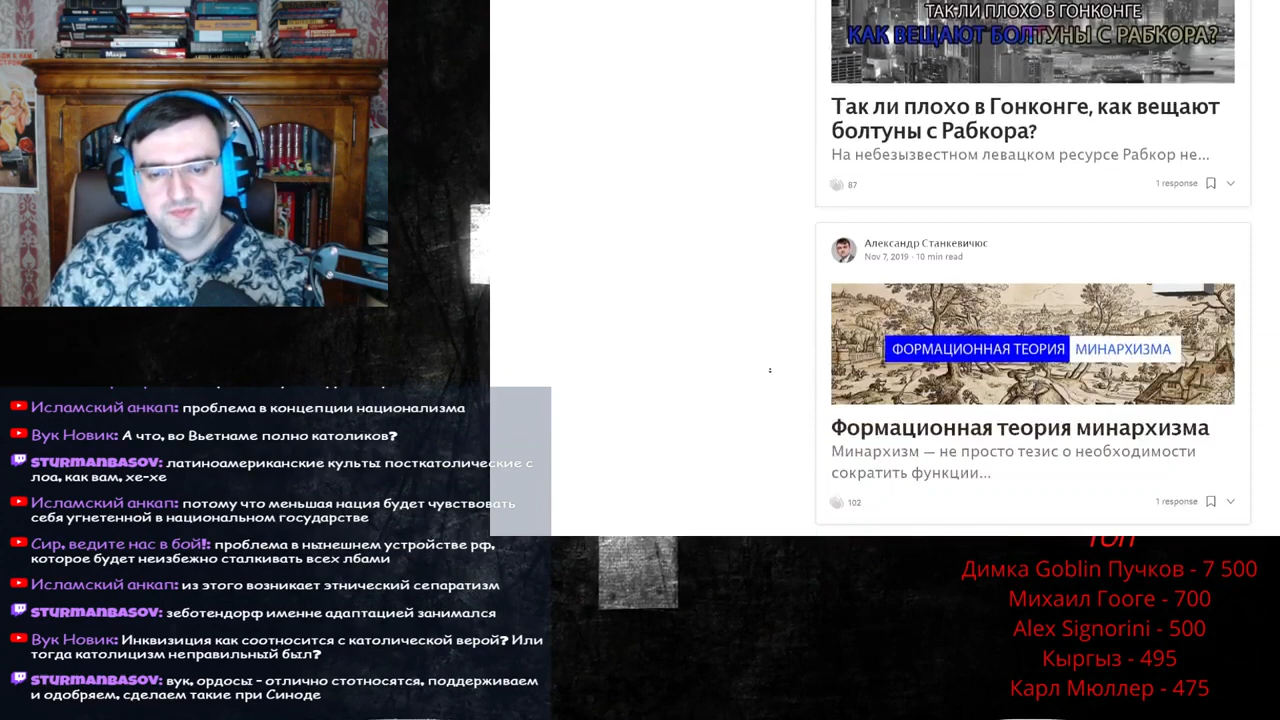 ТАК ЛИ ПЛОХО В ГОНКОНГЕ
КАК ВЕЩАЮТ БОЛТУНЫ С РАБКОРА?
Так ли плохо в Гонконге, как вещают
болтуны с Рабкора?
На небезызвестном левацком ресурсе Рабкор не...
87
1 response
Александр Станкевичюс
Nov 7, 2019 · 10 min read
ФОРМАЦИОННАЯ ТЕОРИЯ МИНАРХИЗМА
Формационная теория минархизма
Минархизм — не просто тезис о необходимости
сократить функции...
102
1 response
Исламский анкап: проблема в концепции национализма
Вук Новик: А что, во Вьетнаме полно католиков?
STURMANBASOV: латиноамериканские культы посткатолические с
лоа, как вам, хе-хе
Исламский анкап: потому что меньшая нация будет чувствовать
себя угнетенной в национальном государстве
Сир, ведите нас в бой!: проблема в нынешнем устройстве рф,
которое будет неизбежно сталкивать всех лбами
Исламский анкап: из этого возникает этнический сепаратизм
STURMANBASOV: зеботендорф именне адаптацией занимался
Вук Новик: Инквизиция как соотносится с католической верой? Или
тогда католицизм неправильный был?
STURMANBASOV: вук, ордосы - отлично стотносятся, поддерживаем
и одобряем, сделаем такие при Синоде
ТОП
Димка Goblin Пучков - 7 500
Михаил Гооге - 700
Alex Signorini - 500
Кыргыз - 495
Карл Мюллер - 475